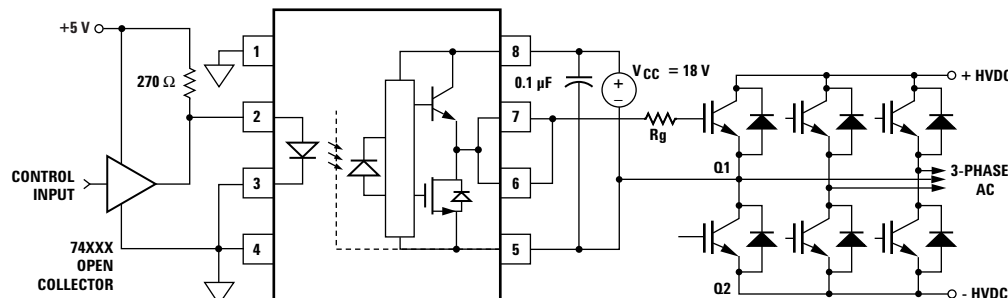 +5 V
270 Ω
CONTROL
INPUT
74XXX
OPEN
COLLECTOR
1
2
3
4
8
7
6
5
0.1 µF
VCC = 18 V
+
−
Rg
Q1
Q2
+ HVDC
3-PHASE
AC
- HVDC